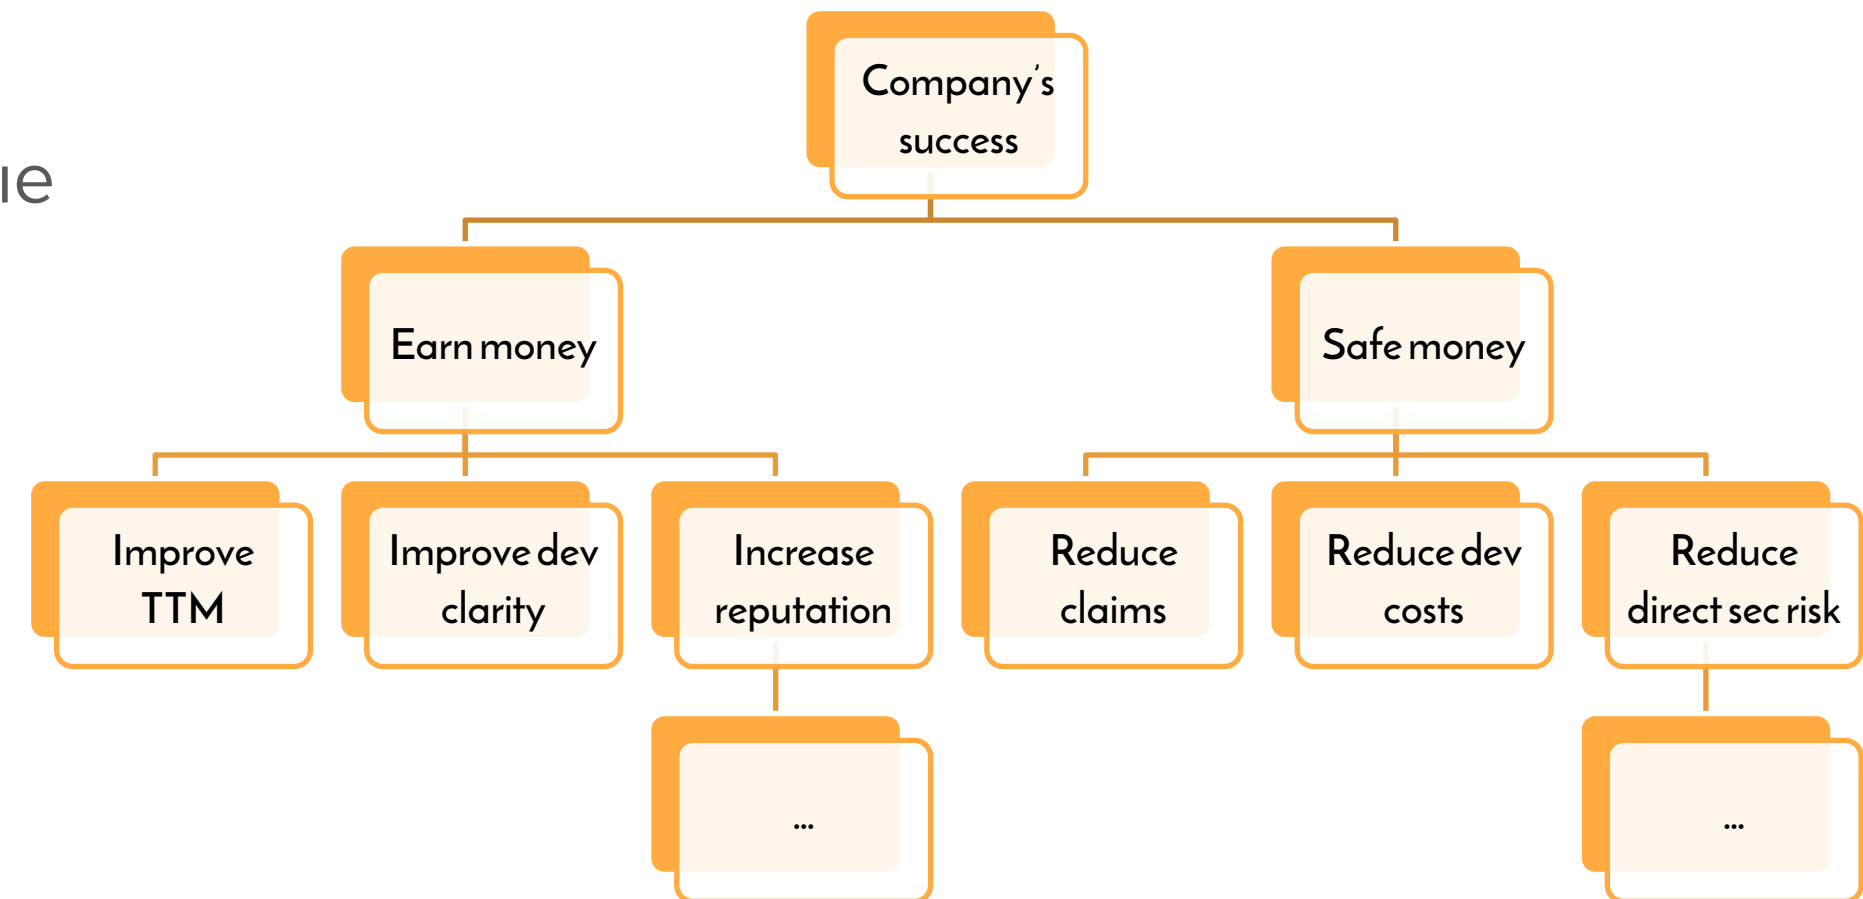 Company's
success
Earn money
Safe money
Improve
TTM
Improve dev
clarity
Increase
reputation
Reduce
claims
Reduce dev
costs
Reduce
direct sec risk
...
...